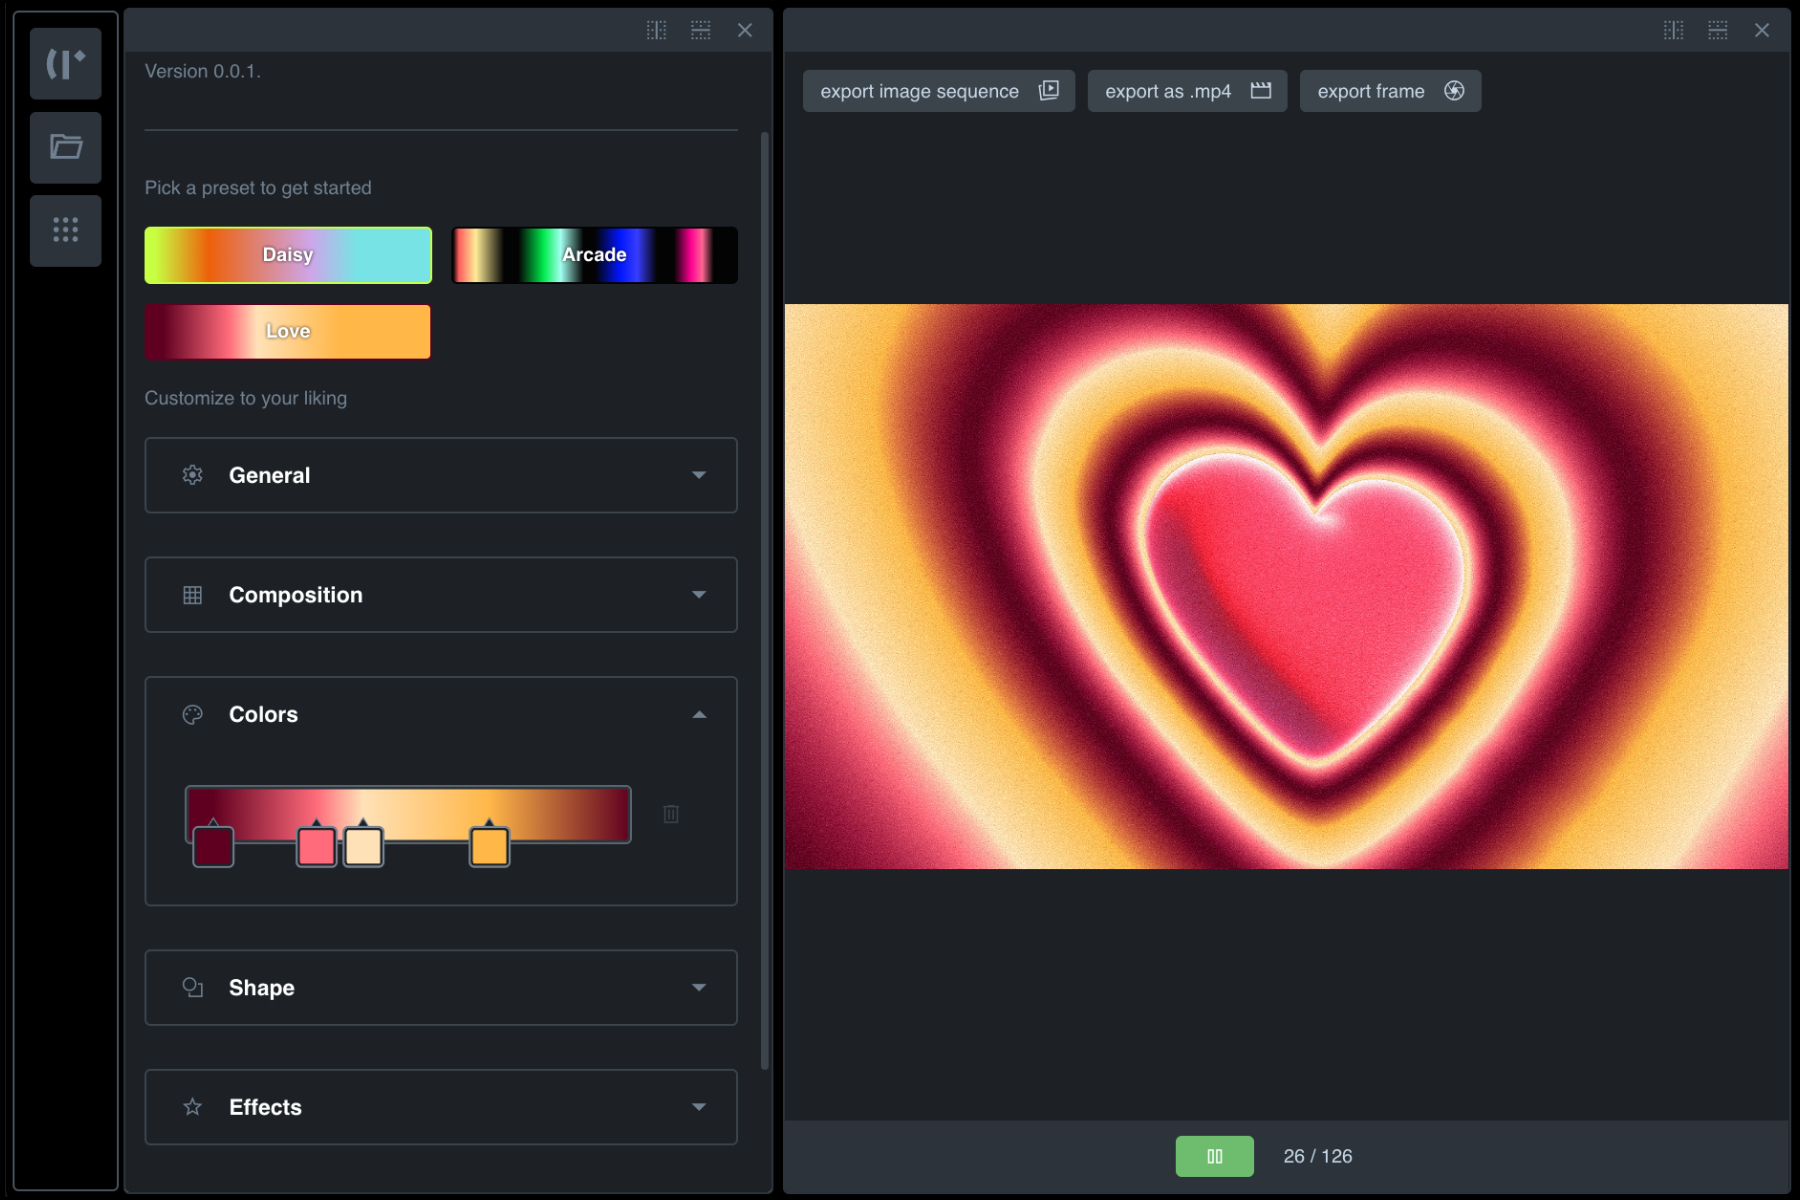 Version 0.0.1.
Pick a preset to get started
Daisy
Arcade
Love
Customize to your liking
General
Composition
Colors
Shape
Effects
export image sequence
export as .mp4
export frame
26 / 126